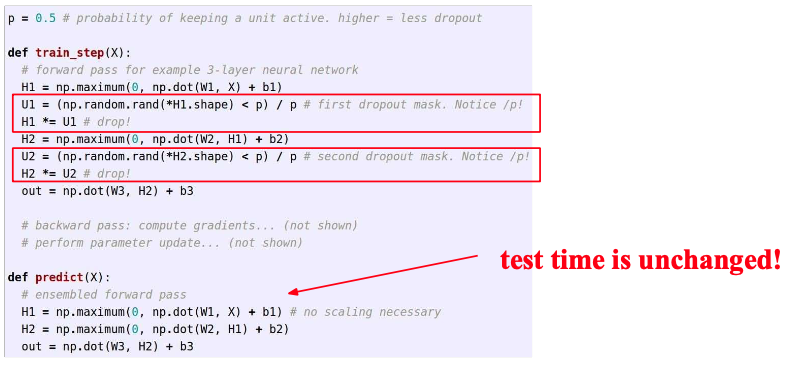 p = 0.5 # probability of keeping a unit active. higher = less dropout
def train_step(X):
# forward pass for example 3-layer neural network
H1 = np.maximum(0, np.dot(W1, X) + b1)
U1 = (np.random.rand(*H1.shape) < p) / p # first dropout mask. Notice /p!
H1 *= U1 # drop!
H2 = np.maximum(0, np.dot(W2, H1) + b2)
U2 = (np.random.rand(*H2.shape) < p) / p # second dropout mask. Notice /p!
H2 *= U2 # drop!
out = np.dot(W3, H2) + b3
# backward pass: compute gradients... (not shown)
# perform parameter update... (not shown)
test time is unchanged!
def predict(X):
# ensembled forward pass
H1 = np.maximum(0, np.dot(W1, X) + b1) # no scaling necessary
H2 = np.maximum(0, np.dot(W2, H1) + b2)
out = np.dot(W3, H2) + b3